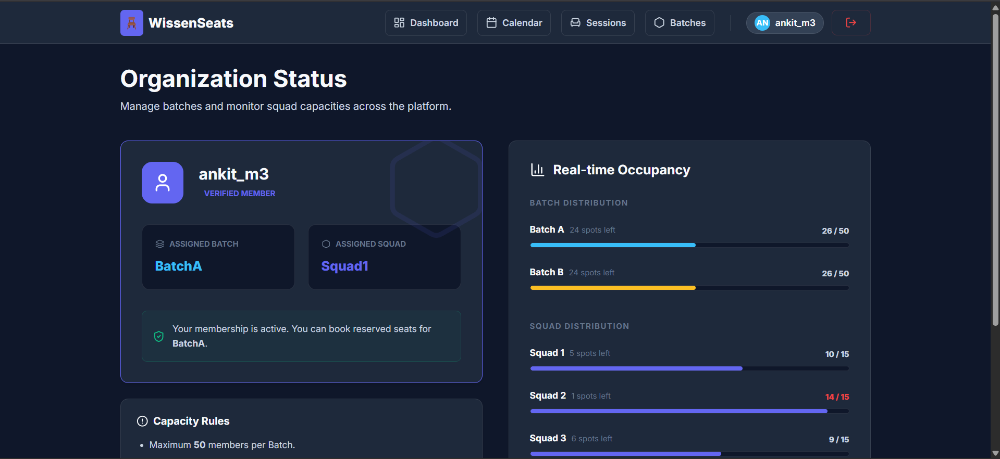 WissenSeats
Dashboard
Calendar
Sessions
Batches
AN
ankit_m3
Organization Status
Manage batches and monitor squad capacities across the platform.
ankit_m3
VERIFIED MEMBER
ASSIGNED BATCH
BatchA
ASSIGNED SQUAD
Squad1
Your membership is active. You can book reserved seats for
BatchA.
Capacity Rules
• Maximum 50 members per Batch.
Real-time Occupancy
BATCH DISTRIBUTION
Batch A 24 spots left 26 / 50
Batch B 24 spots left 26 / 50
SQUAD DISTRIBUTION
Squad 1 5 spots left 10 / 15
Squad 2 1 spots left 14 / 15
Squad 3 6 spots left 9 / 15